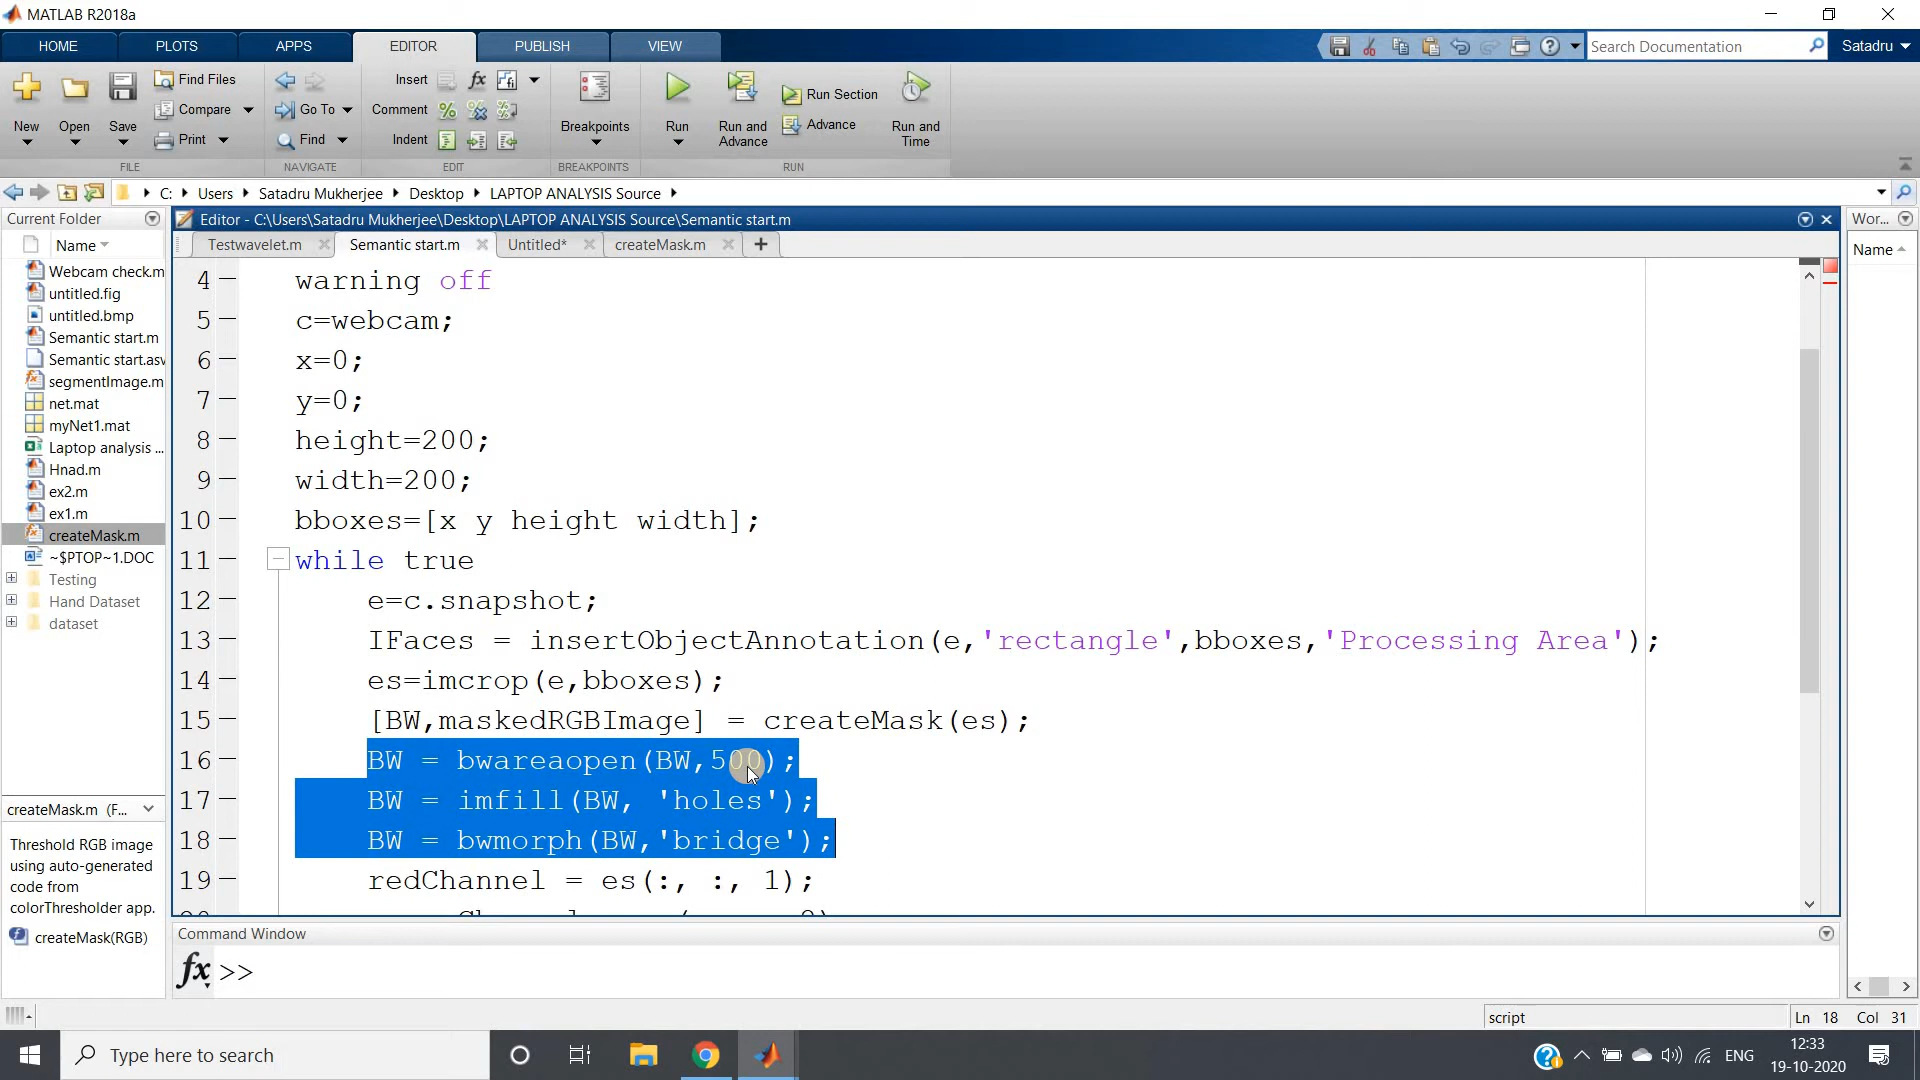 MATLAB R2018a
HOME PLOTS APPS EDITOR PUBLISH VIEW
Search Documentation Satadru
New Open Save
Find Files
Compare
Print
Go To
Find
Insert
Comment
Indent
Breakpoints
Run
Run and Advance
Run Section
Advance
Run and Time
FILE NAVIGATE EDIT BREAKPOINTS RUN
C: Users Satadru Mukherjee Desktop LAPTOP ANALYSIS Source
Current Folder
Name
Webcam check.m
untitled.fig
untitled.bmp
Semantic start.m
Semantic start.asv
segmentImage.m
net.mat
myNet1.mat
Laptop analysis ...
Hnad.m
ex2.m
ex1.m
createMask.m
~$PTOP~1.DOC
Testing
Hand Dataset
dataset
createMask.m (F...
Threshold RGB image
using auto-generated
code from
colorThresholder app.
createMask(RGB)
Editor - C:\Users\Satadru Mukherjee\Desktop\LAPTOP ANALYSIS Source\Semantic start.m
Testwavelet.m Semantic start.m Untitled* createMask.m
4 warning off
5 c=webcam;
6 x=0;
7 y=0;
8 height=200;
9 width=200;
10 bboxes=[x y height width];
11 while true
12 e=c.snapshot;
13 IFaces = insertObjectAnnotation(e,'rectangle',bboxes,'Processing Area');
14 es=imcrop(e,bboxes);
15 [BW,maskedRGBImage] = createMask(es);
16 BW = bwareaopen(BW,500);
17 BW = imfill(BW, 'holes');
18 BW = bwmorph(BW,'bridge');
19 redChannel = es(:, :, 1);
Command Window
fx >>
Wor...
Name
script
Ln 18 Col 31
Type here to search
ENG
12:33
19-10-2020